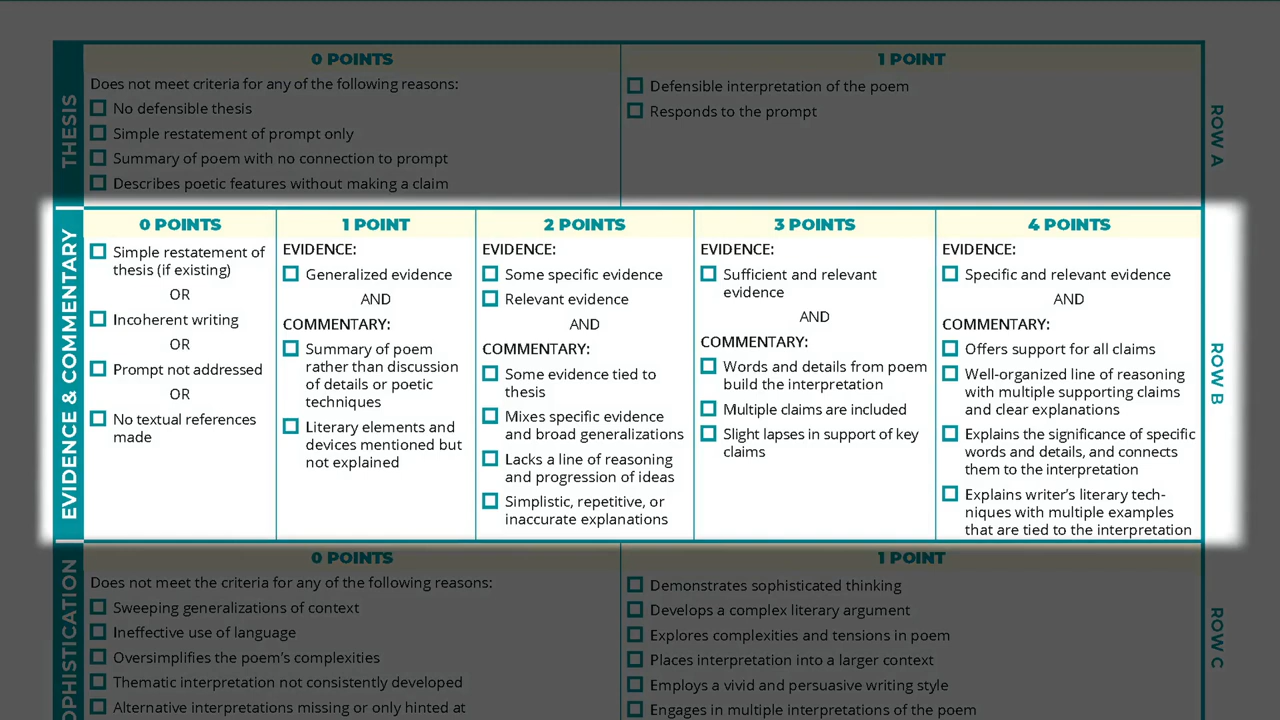 THESIS
0 POINTS
Does not meet criteria for any of the following reasons:
No defensible thesis
Simple restatement of prompt only
Summary of poem with no connection to prompt
Describes poetic features without making a claim
1 POINT
Defensible interpretation of the poem
Responds to the prompt
ROW A
EVIDENCE & COMMENTARY
0 POINTS
Simple restatement of
thesis (if existing)
OR
Incoherent writing
OR
Prompt not addressed
OR
No textual references
made
1 POINT
EVIDENCE:
Generalized evidence
AND
COMMENTARY:
Summary of poem
rather than discussion
of details or poetic
techniques
Literary elements and
devices mentioned but
not explained
2 POINTS
EVIDENCE:
Some specific evidence
Relevant evidence
AND
COMMENTARY:
Some evidence tied to
thesis
Mixes specific evidence
and broad generalizations
Lacks a line of reasoning
and progression of ideas
Simplistic, repetitive, or
inaccurate explanations
3 POINTS
EVIDENCE:
Sufficient and relevant
evidence
AND
COMMENTARY:
Words and details from poem
build the interpretation
Multiple claims are included
Slight lapses in support of key
claims
4 POINTS
EVIDENCE:
Specific and relevant evidence
AND
COMMENTARY:
Offers support for all claims
Well-organized line of reasoning
with multiple supporting claims
and clear explanations
Explains the significance of specific
words and details, and connects
them to the interpretation
Explains writer's literary tech-
niques with multiple examples
that are tied to the interpretation
ROW B
OPHISTICATION
0 POINTS
Does not meet the criteria for any of the following reasons:
Sweeping generalizations of context
Ineffective use of language
Oversimplifies the poem's complexities
Thematic interpretation not consistently developed
Alternative interpretations missing or only hinted at
1 POINT
Demonstrates sophisticated thinking
Develops a complex literary argument
Explores complexities and tensions in poem
Places interpretation into a larger context
Employs a vivid and persuasive writing style
Engages in multiple interpretations of the poem
ROW C